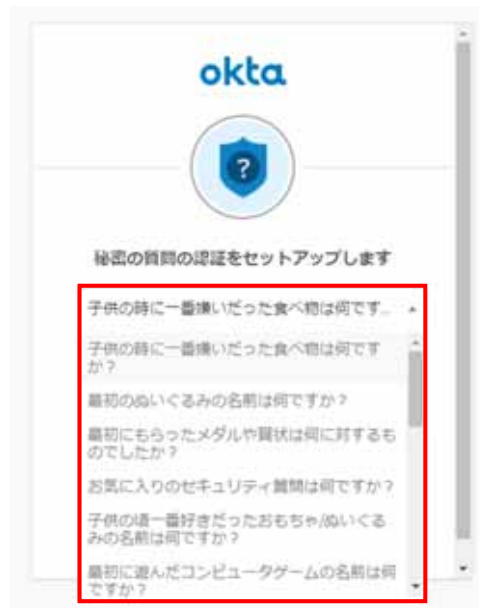 okta
?
秘密の質問の認証をセットアップします
子供の時に一番嫌いだった食べ物は何です...
子供の時に一番嫌いだった食べ物は何です
か？
最初のぬいぐるみの名前は何ですか？
最初にもらったメダルや賞状は何に対するも
のでしたか？
お気に入りのセキュリティ質問は何ですか？
子供の頃一番好きだったおもちゃ/ぬいぐる
みの名前は何ですか？
最初に遊んだコンピュータゲームの名前は何
ですか？